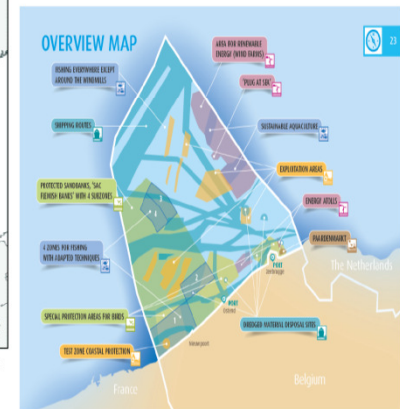 OVERVIEW MAP
23
AREA FOR RENEWABLE
ENERGY (WIND FARMS)
FISHING EVERYWHERE EXCEPT
AROUND THE WINDMILLS
'PLUG AT SEA'
SHIPPING ROUTES
SUSTAINABLE AQUACULTURE
EXPLOITATION AREAS
PROTECTED SANDBANKS, 'SAC
FLEMISH BANKS' WITH 4 SUBZONES
ENERGY ATOLLS
PAARDENMARKT
4 ZONES FOR FISHING
WITH ADAPTED TECHNIQUES
The Netherlands
PORT
Zeebrugge
PORT
Oostend
SPECIAL PROTECTION AREAS FOR BIRDS
DREDGED MATERIAL DISPOSAL SITES
Nieuwpoort
TEST ZONE COASTAL PROTECTION
France
Belgium